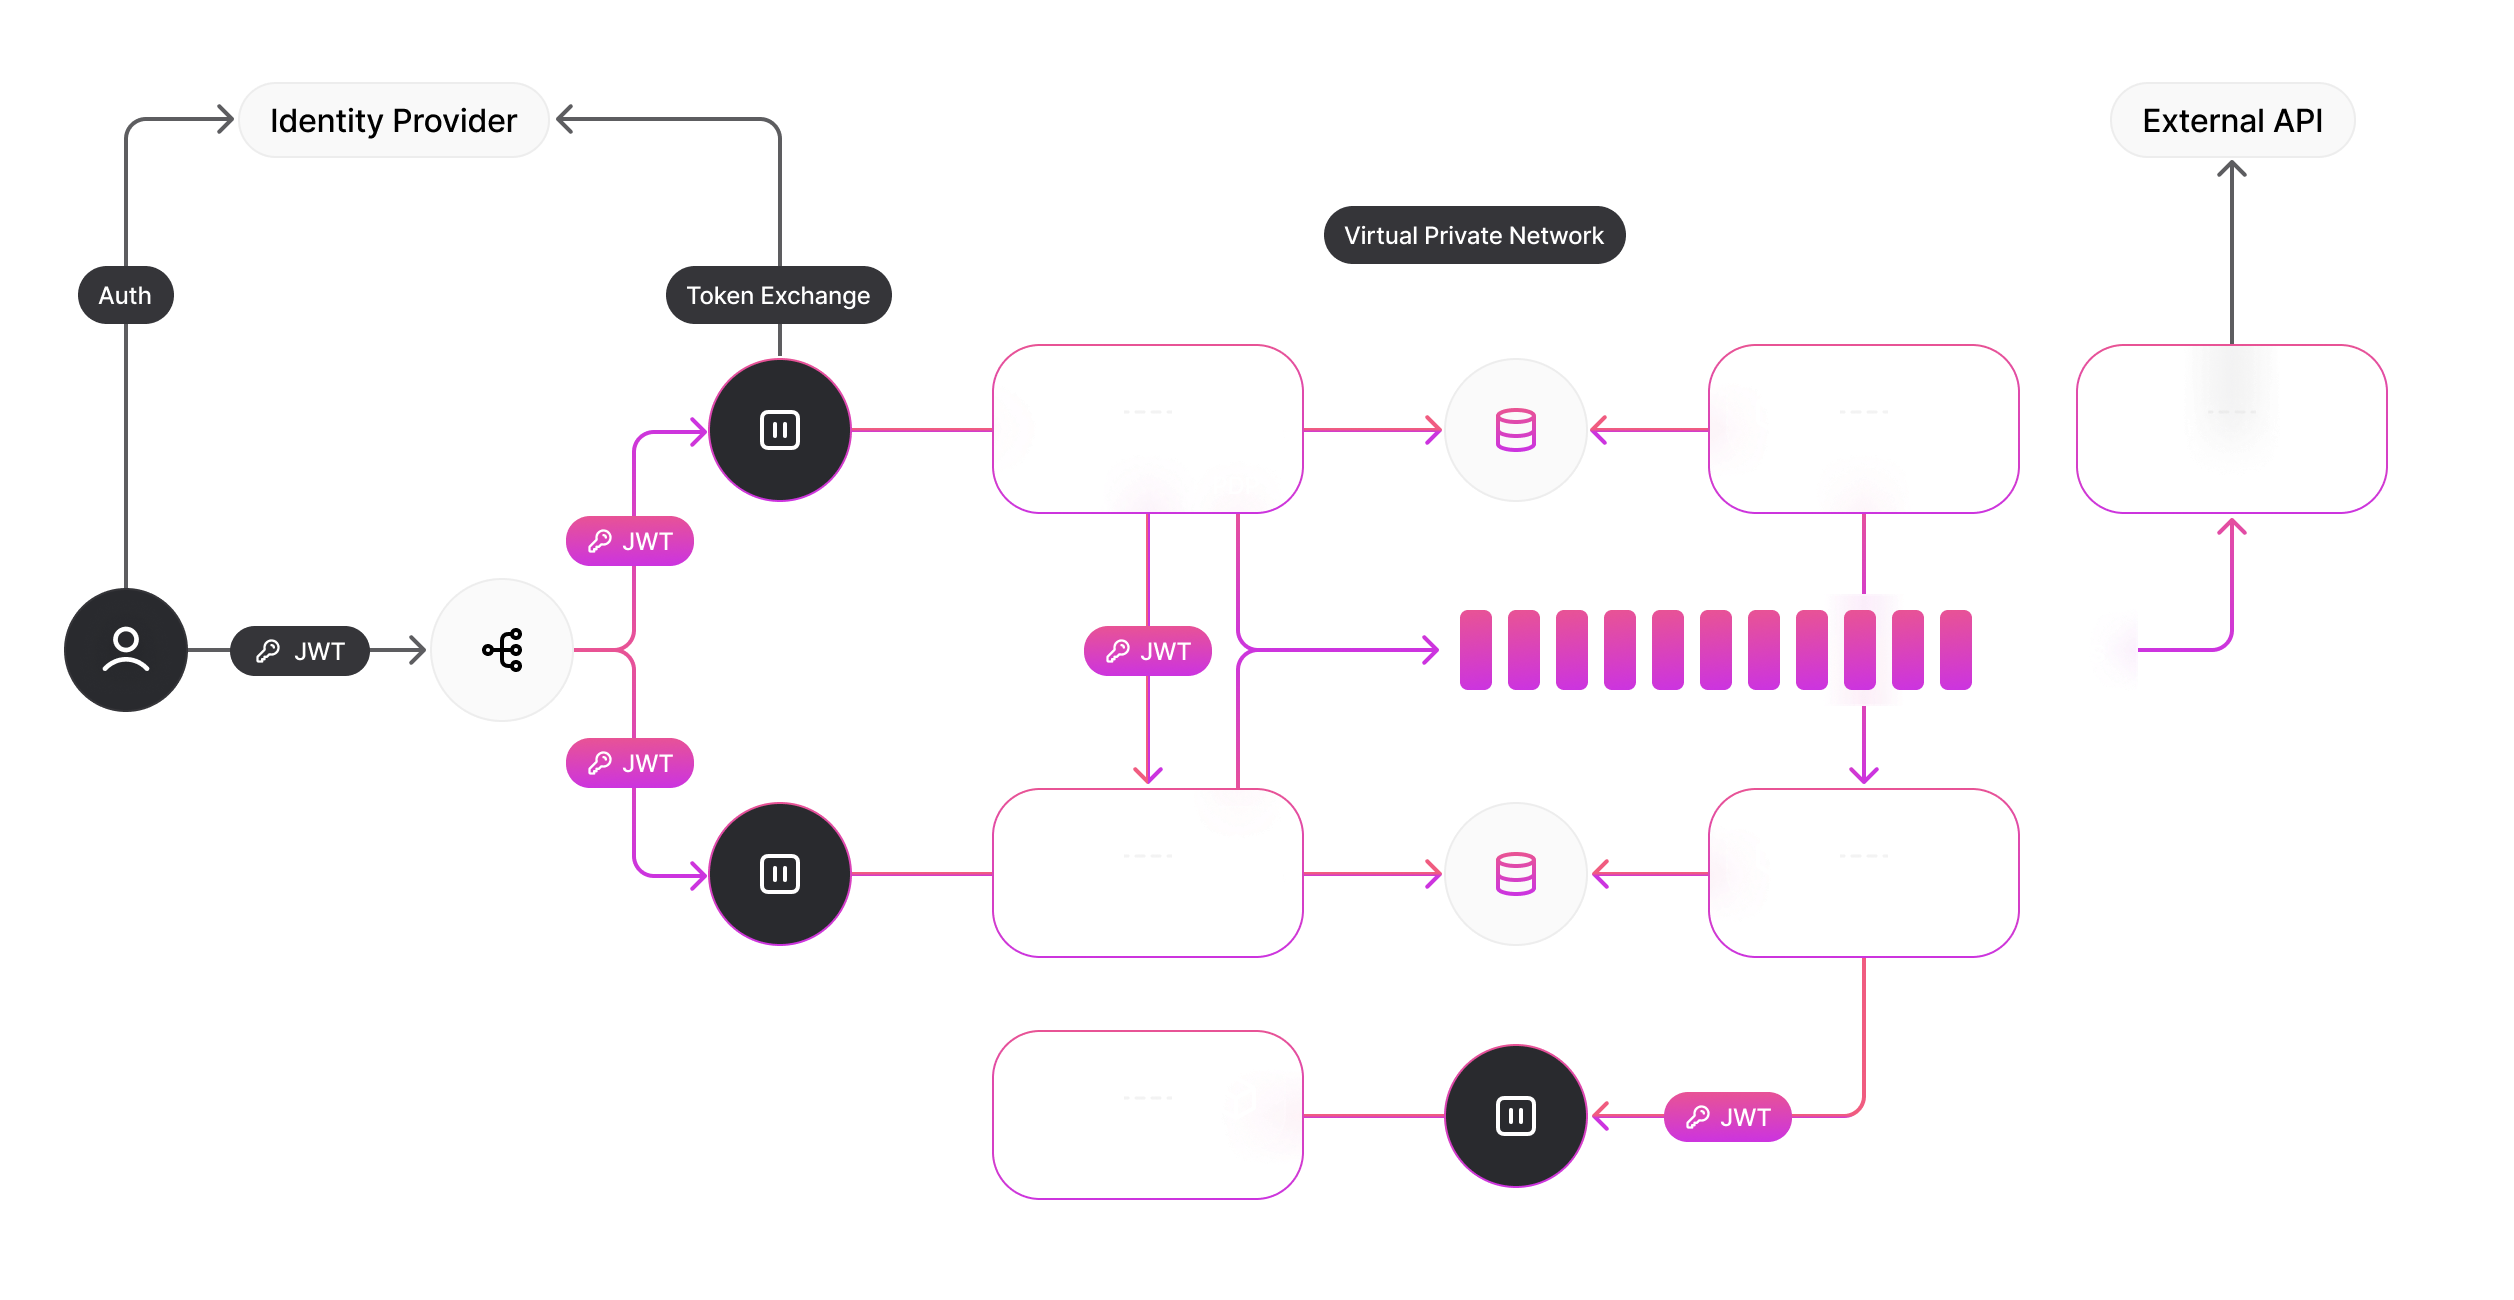 Identity Provider
External API
Virtual Private Network
Auth
Token Exchange
JWT
JWT
JWT
JWT
JWT